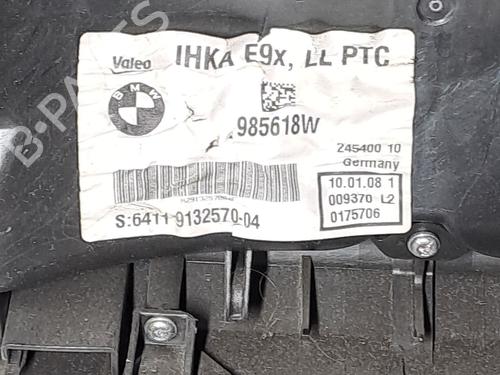 Valeo
IHKA E9x, LL PTC
BMW
985618W
245400 10
Germany
10.01.08 1
009370 L2
0175706
S:6411 9132570-04
B-PARTS